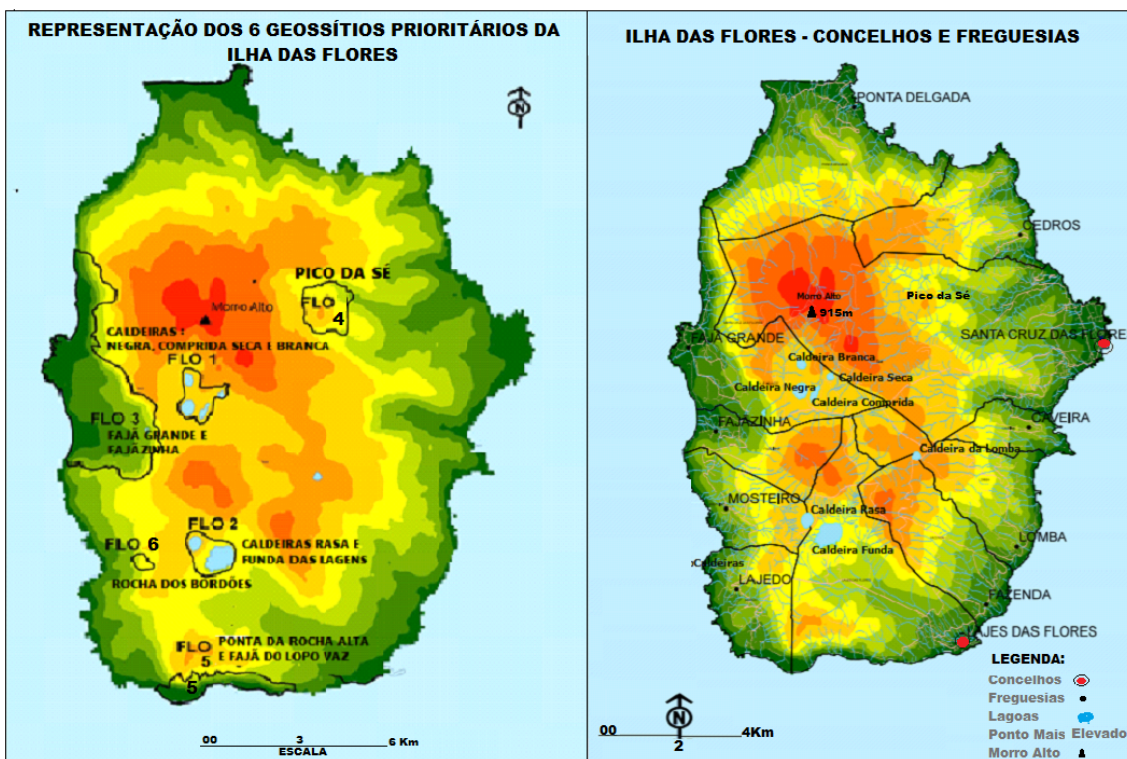 REPRESENTAÇÃO DOS 6 GEOSSÍTIOS PRIORITÁRIOS DA
ILHA DAS FLORES
N
PICO DA SÉ
FLO
4
Morro Alto
CALDEIRAS :
NEGRA, COMPRIDA SECA E BRANCA
FLO 1
FLO 3
FAJÃ GRANDE E
FAJÃZINHA
FLO 2
CALDEIRAS RASA E
FUNDA DAS LAGENS
FLO 6
ROCHA DOS BORDÕES
FLO
5
PONTA DA ROCHA ALTA
E FAJÃ DO LOPO VAZ
5
00 3 6 Km
ESCALA
ILHA DAS FLORES - CONCELHOS E FREGUESIAS
PONTA DELGADA
CEDROS
Morro Alto
915m
Pico da Sé
SANTA CRUZ DAS FLORE
FAJÃ GRANDE
Caldeira Branca
Caldeira Seca
Caldeira Negra
Caldeira Comprida
FAJÃZINHA
CAVEIRA
Caldeira da Lomba
MOSTEIRO
Caldeira Rasa
Caldeira Funda
LOMBA
Caldeiras
LAJEDO
FAZENDA
LAJES DAS FLORES
LEGENDA:
Concelhos
Freguesias
Lagoas
Ponto Mais Elevado
Morro Alto
N
00 2 4Km